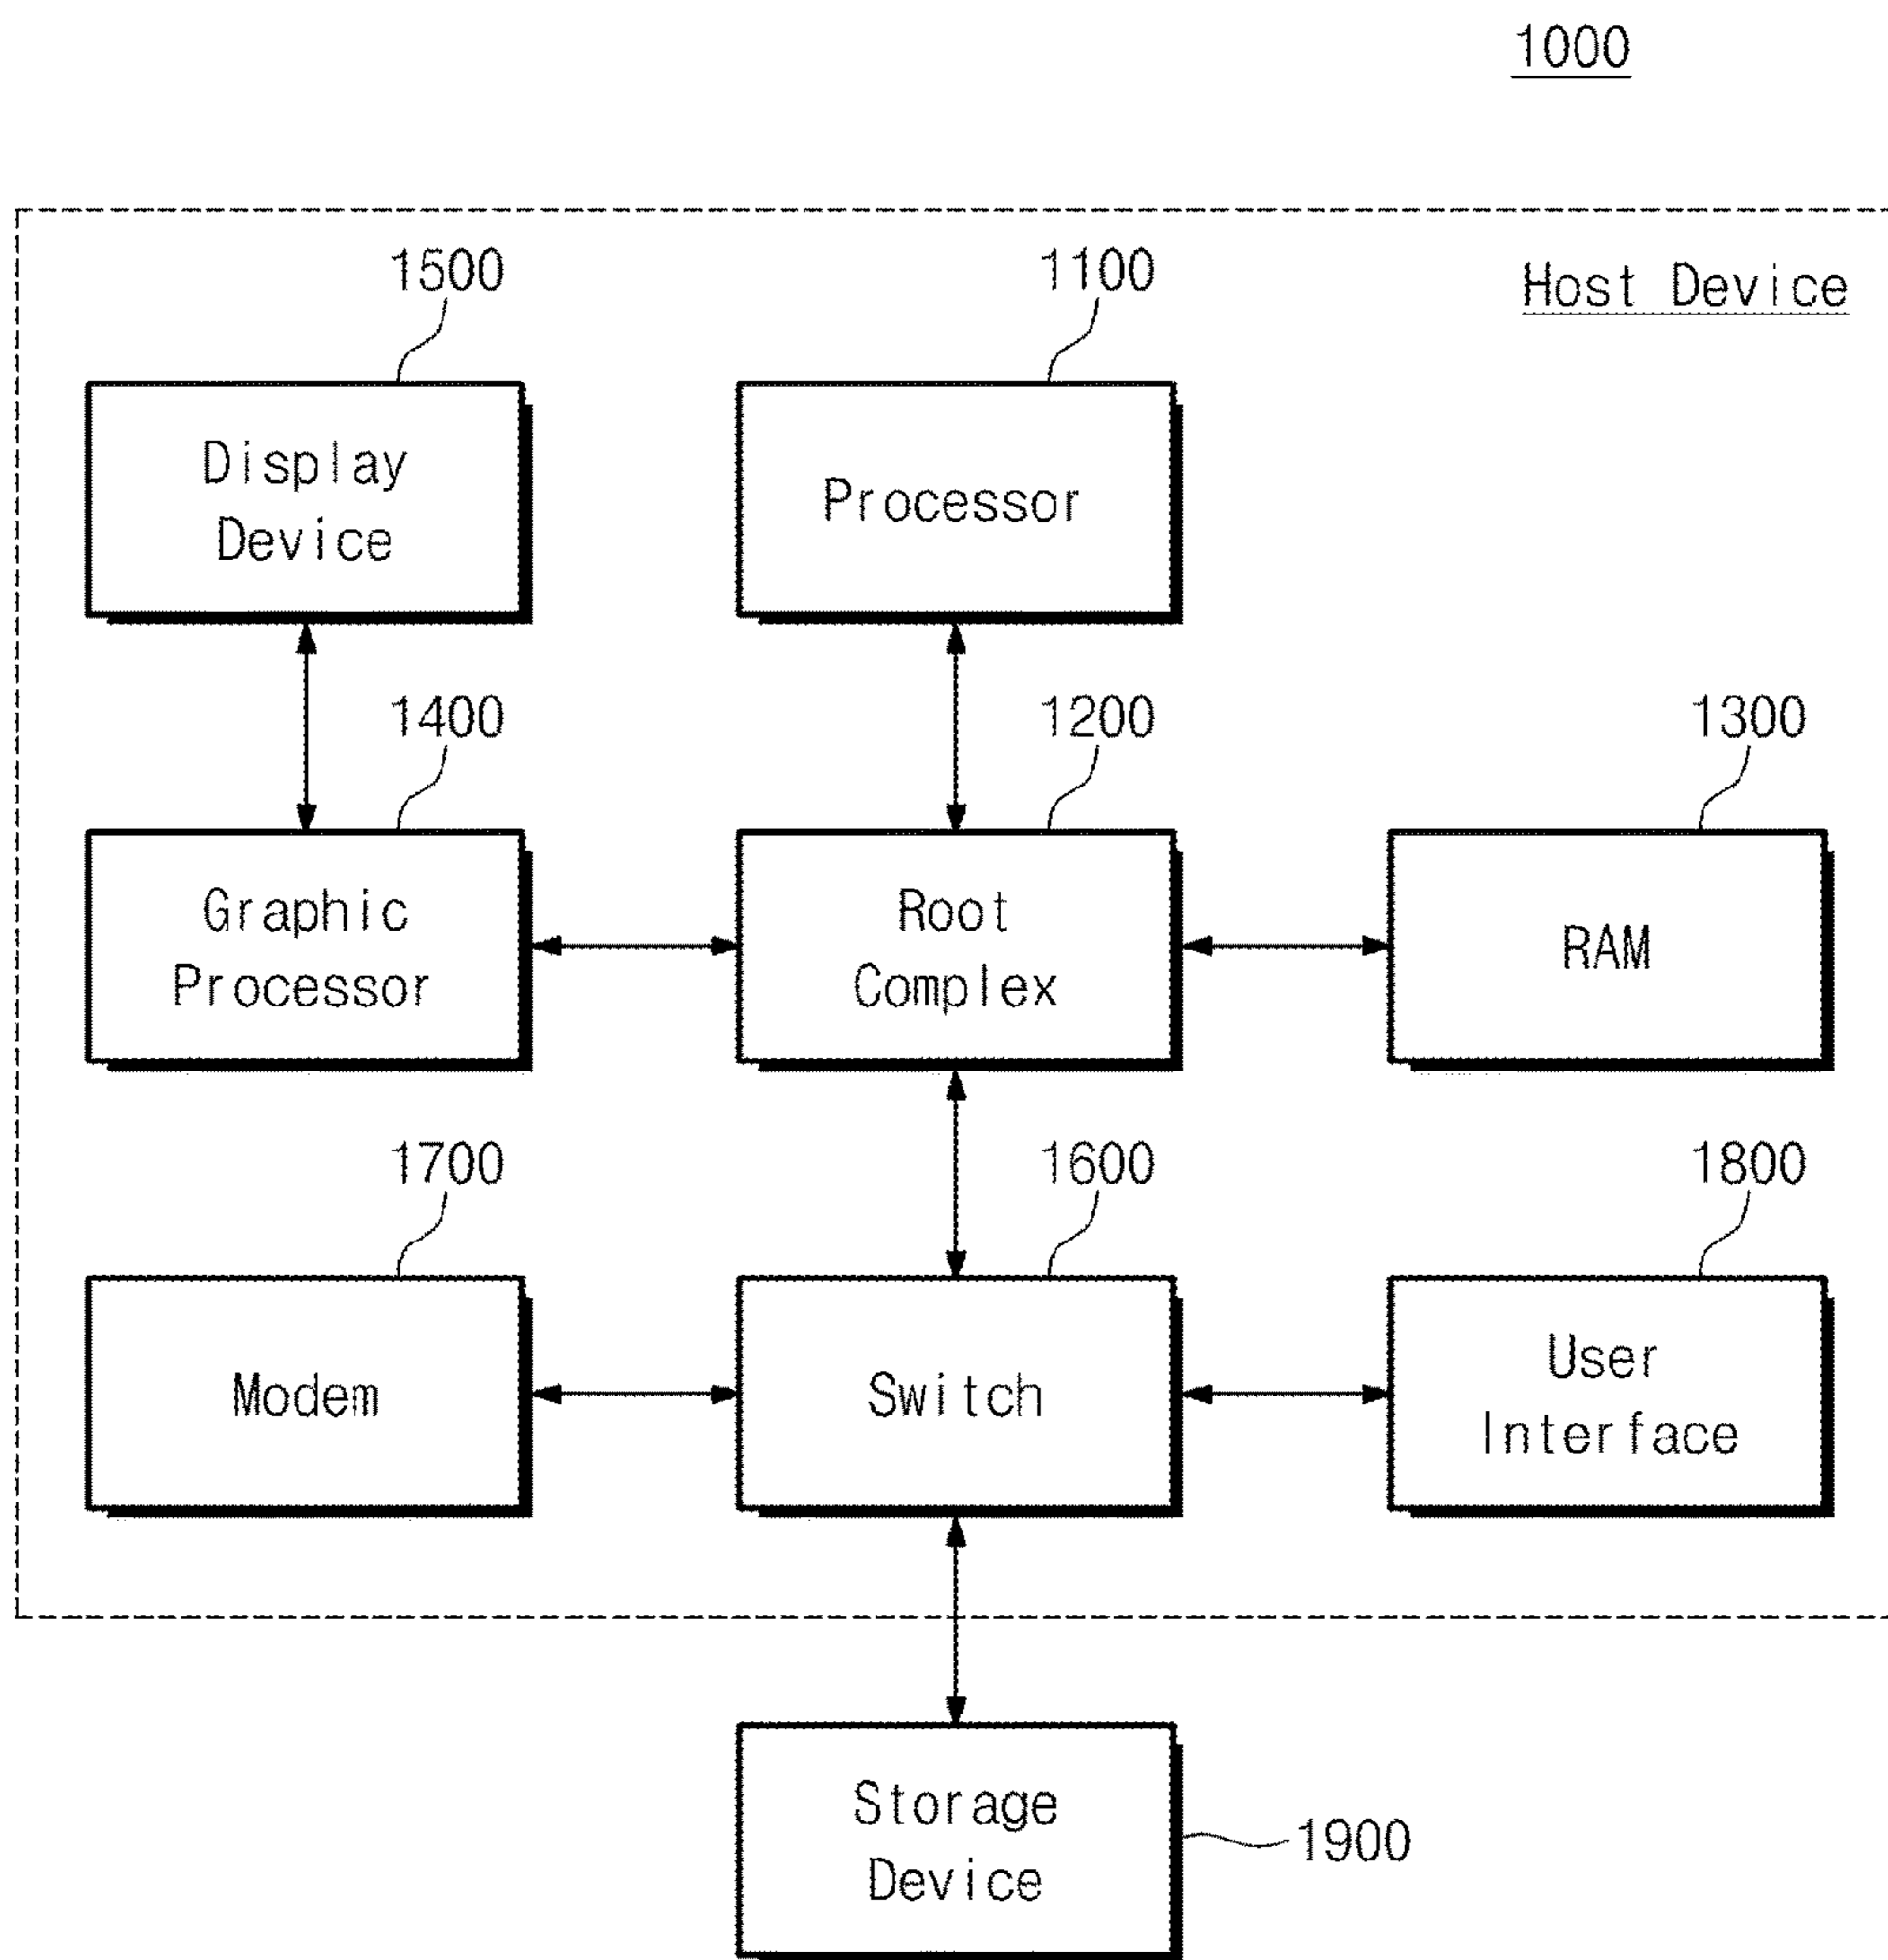 1000
Host Device
1500
1100
Display
Device
Processor
1400
1200
1300
Graphic
Processor
Root
Complex
RAM
1700
1600
1800
Modem
Switch
User
Interface
Storage
Device
1900